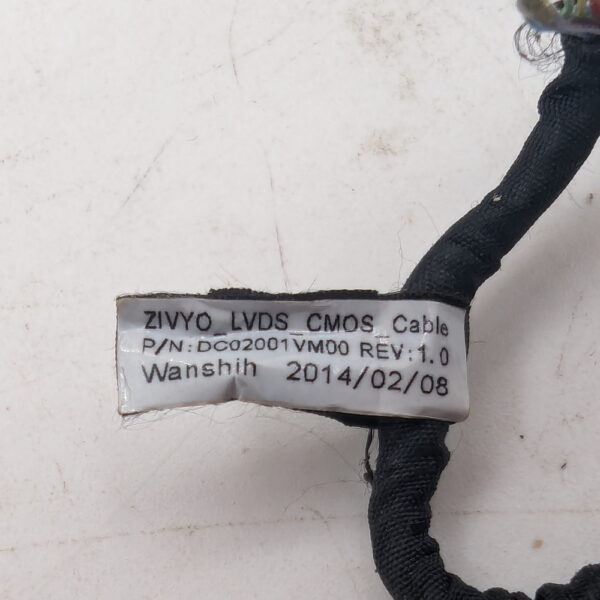 ZIVYO_LVDS_CMOS_Cable
P/N:DC02001VM00 REV:1.0
Wanshih 2014/02/08